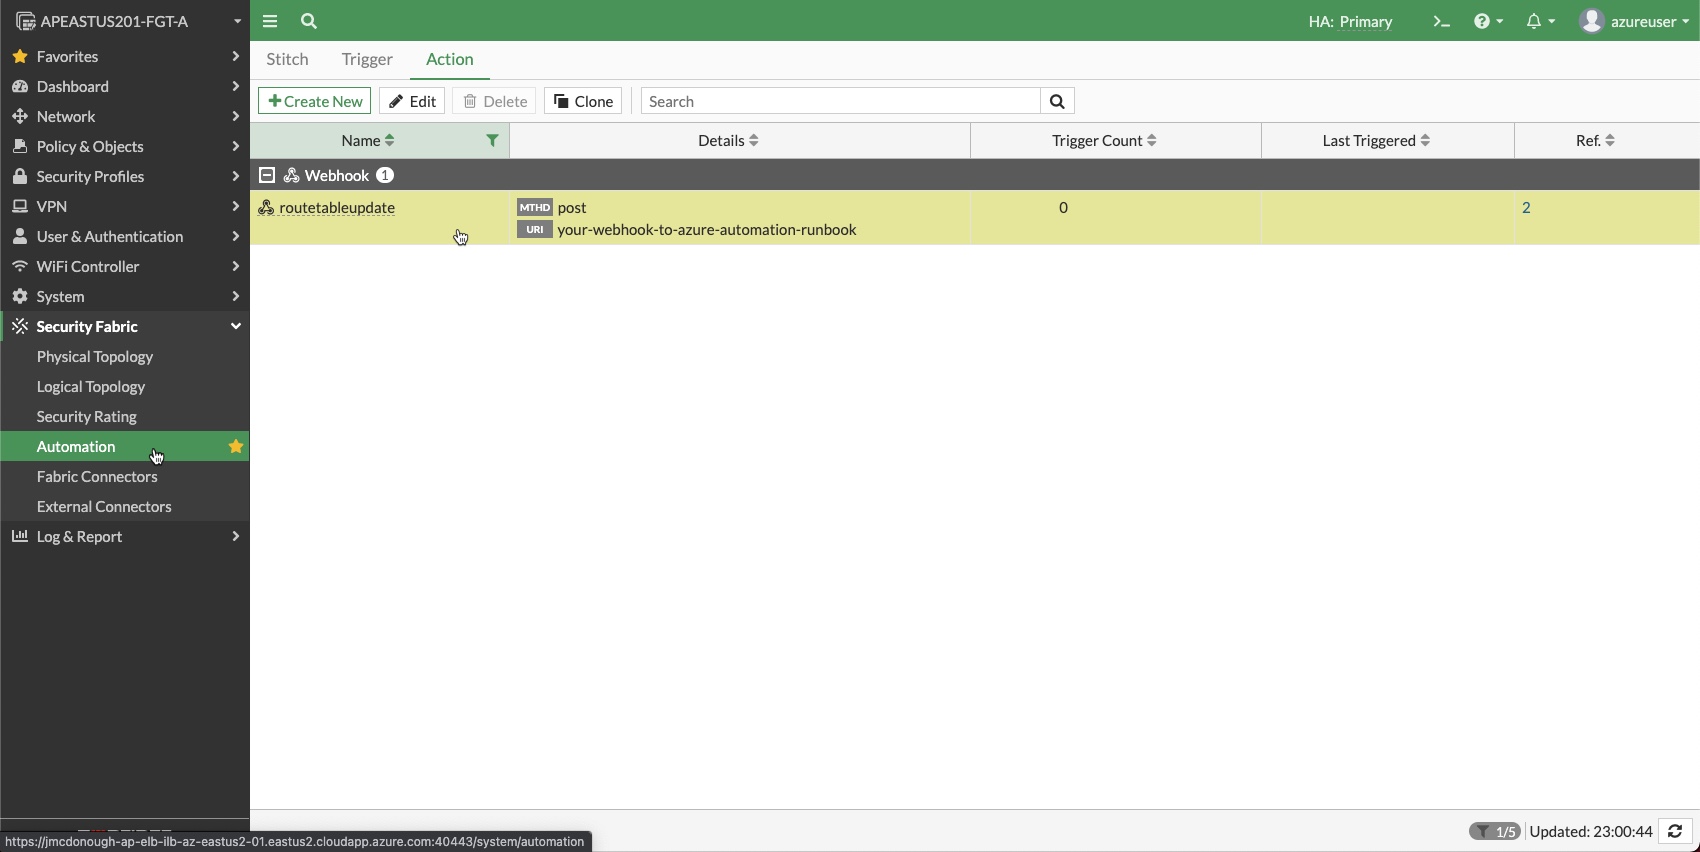 APEASTUS201-FGT-A
HA: Primary
>_
azureuser
Favorites
Dashboard
Network
Policy & Objects
Security Profiles
VPN
User & Authentication
WiFi Controller
System
Security Fabric
Physical Topology
Logical Topology
Security Rating
Automation
Fabric Connectors
External Connectors
Log & Report
Stitch Trigger Action
+Create New Edit Delete Clone Search
Name Details Trigger Count Last Triggered Ref.
Webhook 1
routetableupdate MTHD post 0 2
URI your-webhook-to-azure-automation-runbook
1/5 Updated: 23:00:44
https://jmcdonough-ap-elb-ilb-az-eastus2-01.eastus2.cloudapp.azure.com:40443/system/automation